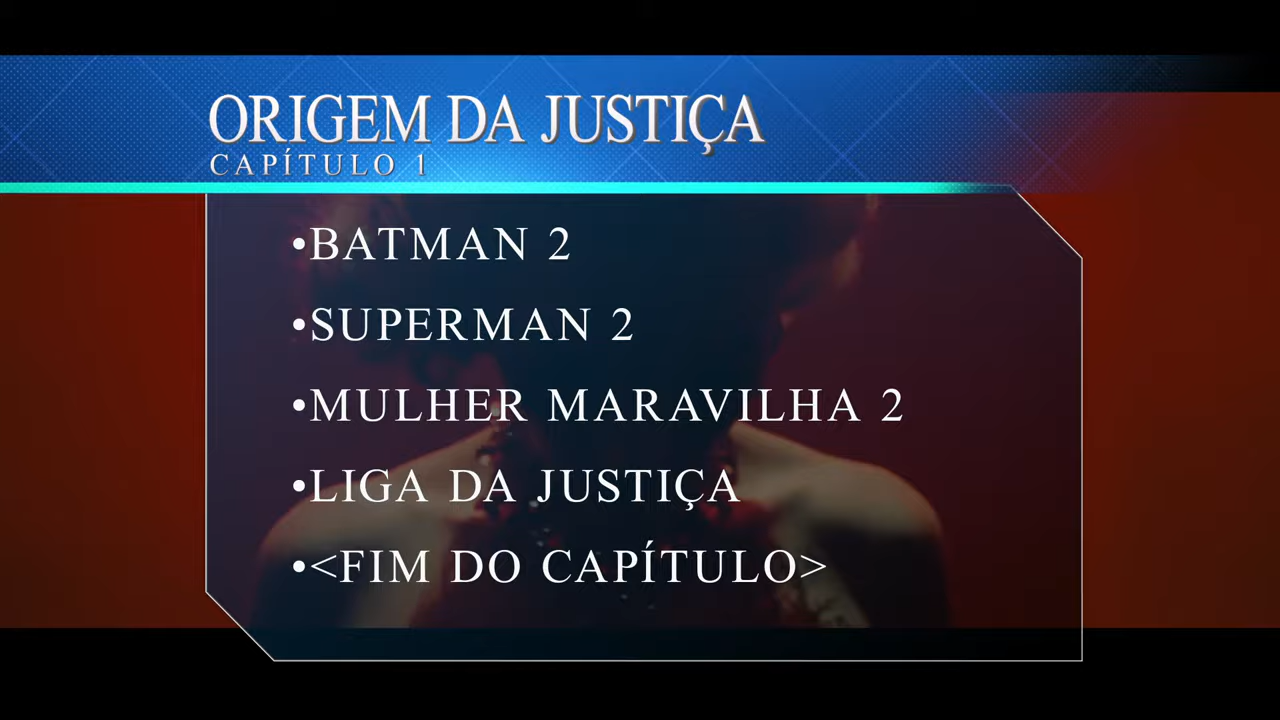 ORIGEM DA JUSTIÇA
CAPÍTULO 1
•BATMAN 2
•SUPERMAN 2
•MULHER MARAVILHA 2
•LIGA DA JUSTIÇA
•<FIM DO CAPÍTULO>